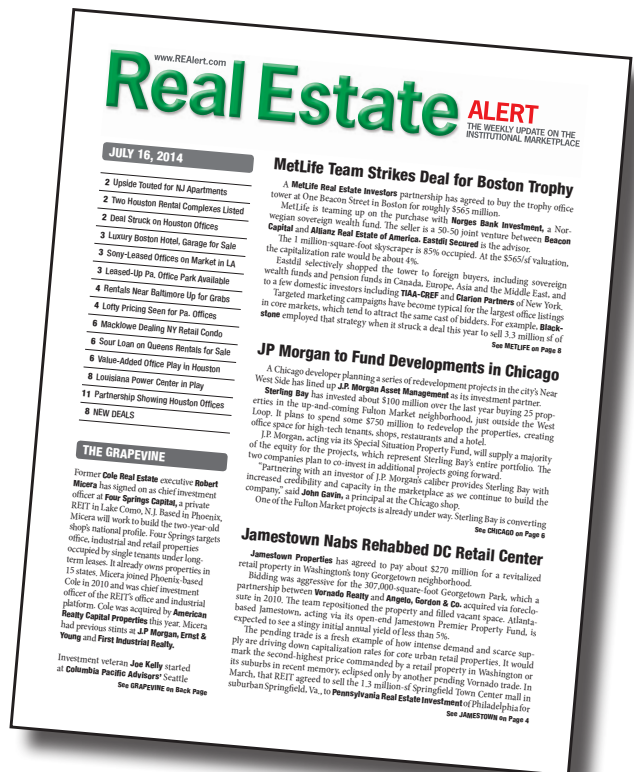 www.REAlert.com
Real Estate
ALERT
THE WEEKLY UPDATE ON THE
INSTITUTIONAL MARKETPLACE
JULY 16, 2014
2 Upside Touted for NJ Apartments
2 Two Houston Rental Complexes Listed
2 Deal Struck on Houston Offices
3 Luxury Boston Hotel, Garage for Sale
3 Sony-Leased Offices on Market in LA
3 Leased-Up Pa. Office Park Available
4 Rentals Near Baltimore Up for Grabs
4 Lofty Pricing Seen for Pa. Offices
6 Macklowe Dealing NY Retail Condo
6 Sour Loan on Queens Rentals for Sale
6 Value-Added Office Play in Houston
8 Louisiana Power Center in Play
11 Partnership Showing Houston Offices
8 NEW DEALS
THE GRAPEVINE
Former Cole Real Estate executive Robert
Micera has signed on as chief investment
officer at Four Springs Capital, a private
REIT in Lake Como, N.J. Based in Phoenix,
Micera will work to build the two-year-old
shop's national profile. Four Springs targets
office, industrial and retail properties
occupied by single tenants under long-
term leases. It already owns properties in
15 states. Micera joined Phoenix-based
Cole in 2010 and was chief investment
officer of the REIT's office and industrial
platform. Cole was acquired by American
Realty Capital Properties this year. Micera
had previous stints at J.P Morgan, Ernst &
Young and First Industrial Realty.
Investment veteran Joe Kelly started
at Columbia Pacific Advisors' Seattle
See GRAPEVINE on Back Page
MetLife Team Strikes Deal for Boston Trophy
A MetLife Real Estate Investors partnership has agreed to buy the trophy office
tower at One Beacon Street in Boston for roughly $565 million.
MetLife is teaming up on the purchase with Norges Bank Investment, a Nor-
wegian sovereign wealth fund. The seller is a 50-50 joint venture between Beacon
Capital and Allianz Real Estate of America. Eastdil Secured is the advisor.
The 1 million-square-foot skyscraper is 85% occupied. At the $565/sf valuation,
the capitalization rate would be about 4%.
Eastdil selectively shopped the tower to foreign buyers, including sovereign
wealth funds and pension funds in Canada, Europe, Asia and the Middle East, and
to a few domestic investors including TIAA-CREF and Clarion Partners of New York.
Targeted marketing campaigns have become typical for the largest office listings
in core markets, which tend to attract the same cast of bidders. For example, Black-
stone employed that strategy when it struck a deal this year to sell 3.3 million sf of
See METLIFE on Page 8
JP Morgan to Fund Developments in Chicago
A Chicago developer planning a series of redevelopment projects in the city's Near
West Side has lined up J.P. Morgan Asset Management as its investment partner.
Sterling Bay has invested about $100 million over the last year buying 25 prop-
erties in the up-and-coming Fulton Market neighborhood, just outside the West
Loop. It plans to spend some $750 million to redevelop the properties, creating
office space for high-tech tenants, shops, restaurants and a hotel.
J.P. Morgan, acting via its Special Situation Property Fund, will supply a majority
of the equity for the projects, which represent Sterling Bay's entire portfolio. The
two companies plan to co-invest in additional projects going forward.
"Partnering with an investor of J.P. Morgan's caliber provides Sterling Bay with
increased credibility and capacity in the marketplace as we continue to build the
company," said John Gavin, a principal at the Chicago shop.
One of the Fulton Market projects is already under way. Sterling Bay is converting
See CHICAGO on Page 6
Jamestown Nabs Rehabbed DC Retail Center
Jamestown Properties has agreed to pay about $270 million for a revitalized
retail property in Washington's tony Georgetown neighborhood.
Bidding was aggressive for the 307,000-square-foot Georgetown Park, which a
partnership between Vornado Realty and Angelo, Gordon & Co. acquired via foreclo-
sure in 2010. The team repositioned the property and filled vacant space. Atlanta-
based Jamestown, acting via its open-end Jamestown Premier Property Fund, is
expected to see a stingy initial annual yield of less than 5%.
The pending trade is a fresh example of how intense demand and scarce sup-
ply are driving down capitalization rates for core urban retail properties. It would
mark the second-highest price commanded by a retail property in Washington or
its suburbs in recent memory, eclipsed only by another pending Vornado trade. In
March, that REIT agreed to sell the 1.3 million-sf Springfield Town Center mall in
suburban Springfield, Va., to Pennsylvania Real Estate Investment of Philadelphia for
See JAMESTOWN on Page 4